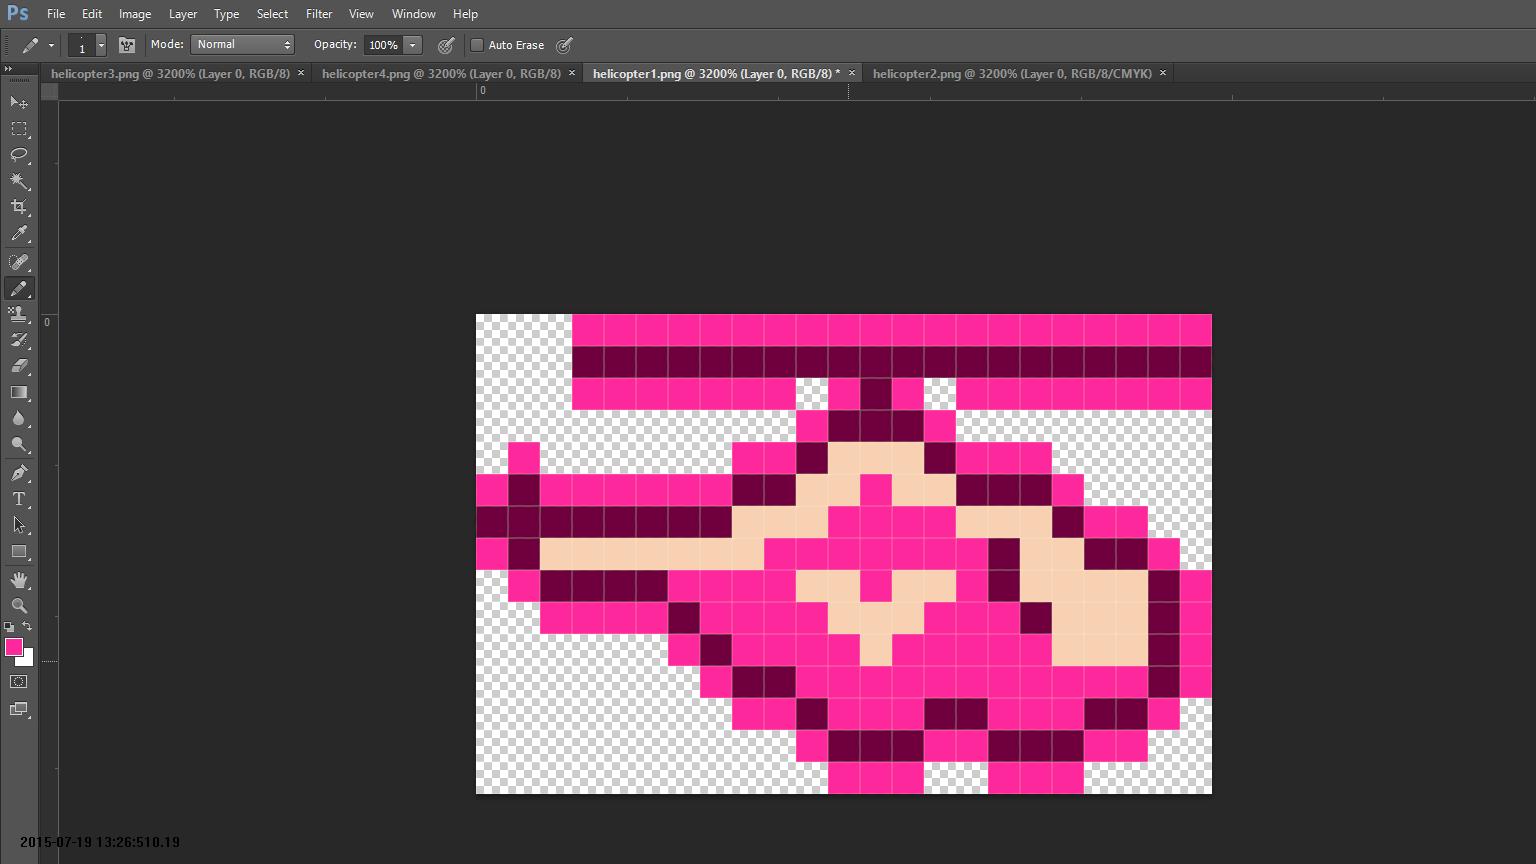 Ps File Edit Image Layer Type Select Filter View Window Help
1 Mode: Normal Opacity: 100% Auto Erase
helicopter3.png @ 3200% (Layer 0, RGB/8) × helicopter4.png @ 3200% (Layer 0, RGB/8) × helicopter1.png @ 3200% (Layer 0, RGB/8) * × helicopter2.png @ 3200% (Layer 0, RGB/8/CMYK) ×
0
0
T
2015-07-19 13:26:510.19